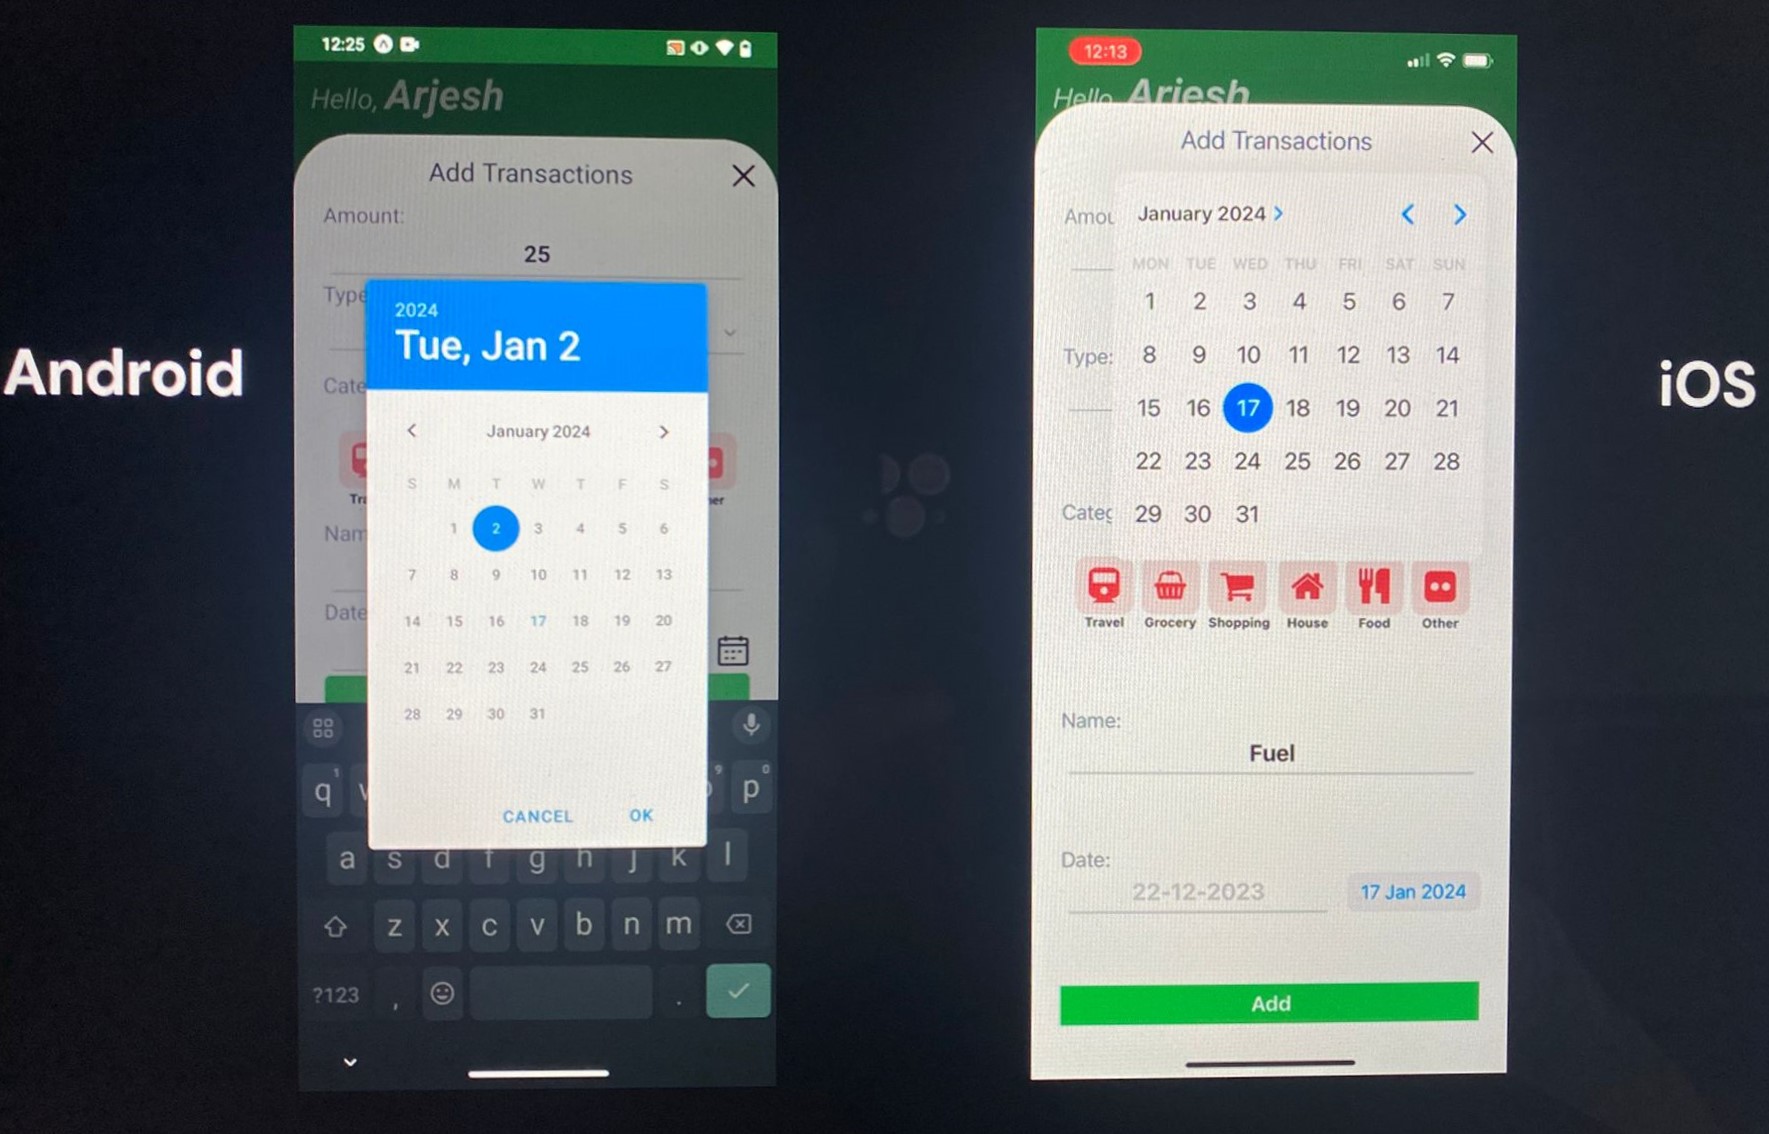 Android
12:25
Hello, Arjesh
Add Transactions
Amount:
25
Type
2024
Tue, Jan 2
Cate
January 2024
S M T W T F S
1 2 3 4 5 6
7 8 9 10 11 12 13
14 15 16 17 18 19 20
21 22 23 24 25 26 27
28 29 30 31
Nam
Date
CANCEL OK
q 1 9 p 0
a s d f g h j k l
z x c v b n m
?123 , .
12:13
Hello Arjesh
Add Transactions
January 2024
MON TUE WED THU FRI SAT SUN
1 2 3 4 5 6 7
Type: 8 9 10 11 12 13 14
15 16 17 18 19 20 21
22 23 24 25 26 27 28
Categ 29 30 31
Travel Grocery Shopping House Food Other
Name:
Fuel
Date:
22-12-2023 17 Jan 2024
Add
iOS